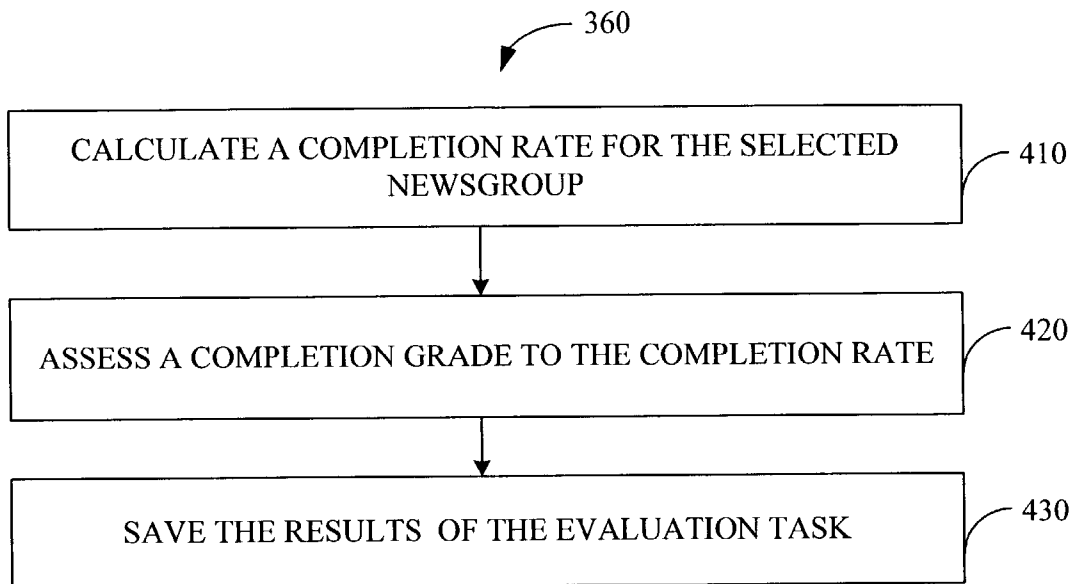 360
CALCULATE A COMPLETION RATE FOR THE SELECTED
NEWSGROUP
410
ASSESS A COMPLETION GRADE TO THE COMPLETION RATE
420
SAVE THE RESULTS OF THE EVALUATION TASK
430